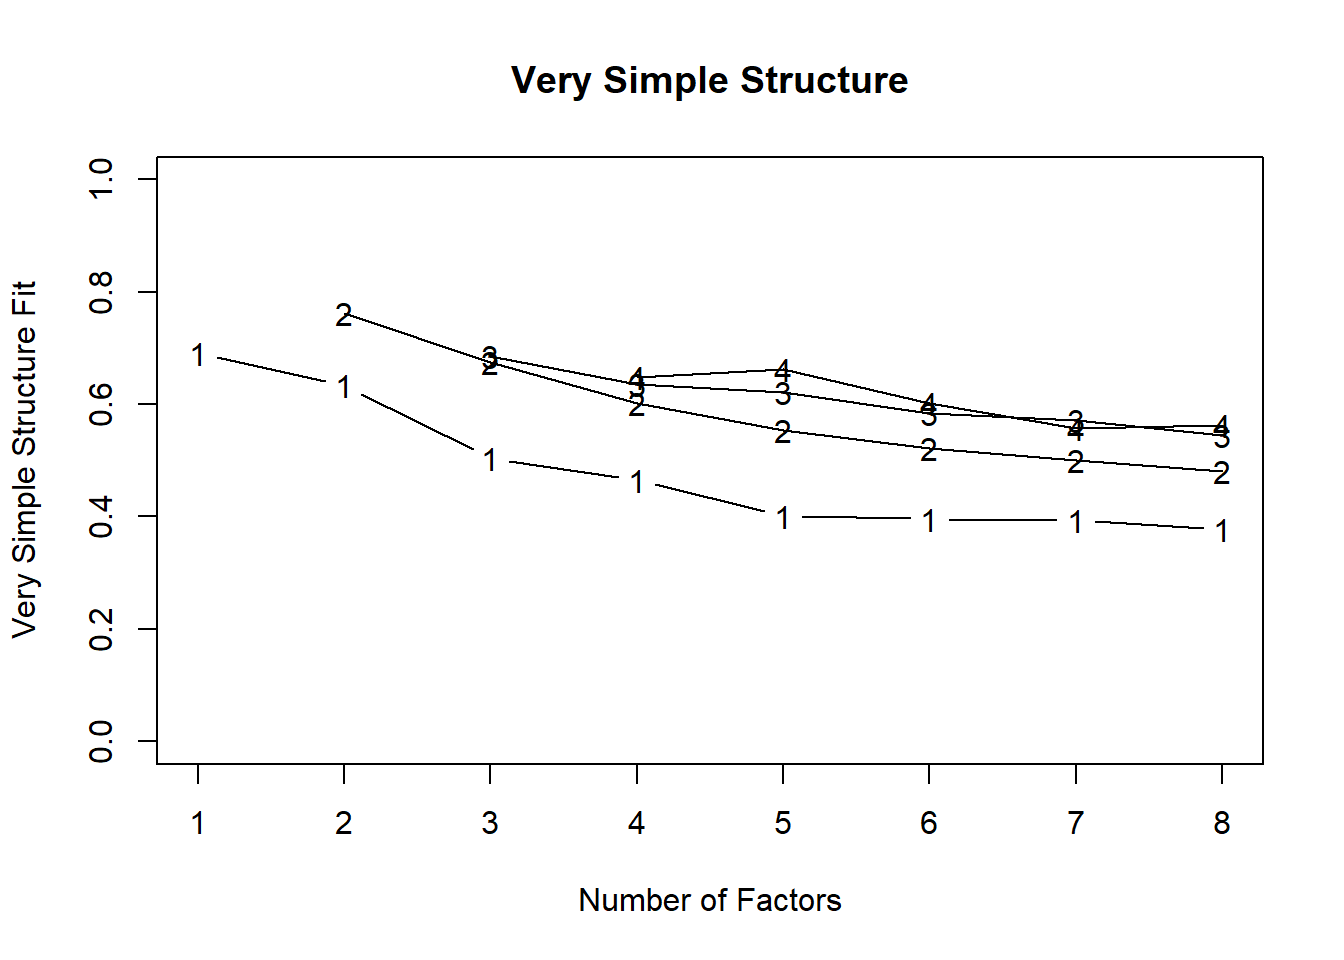 Very Simple Structure
Very Simple Structure Fit
1.0
0.8
0.6
0.4
0.2
0.0
1 1 1 1 1 1 1 1
2 2 2 2 2 2 2
3 3 3 3 3 3
4 4 4 4 4
1 2 3 4 5 6 7 8
Number of Factors